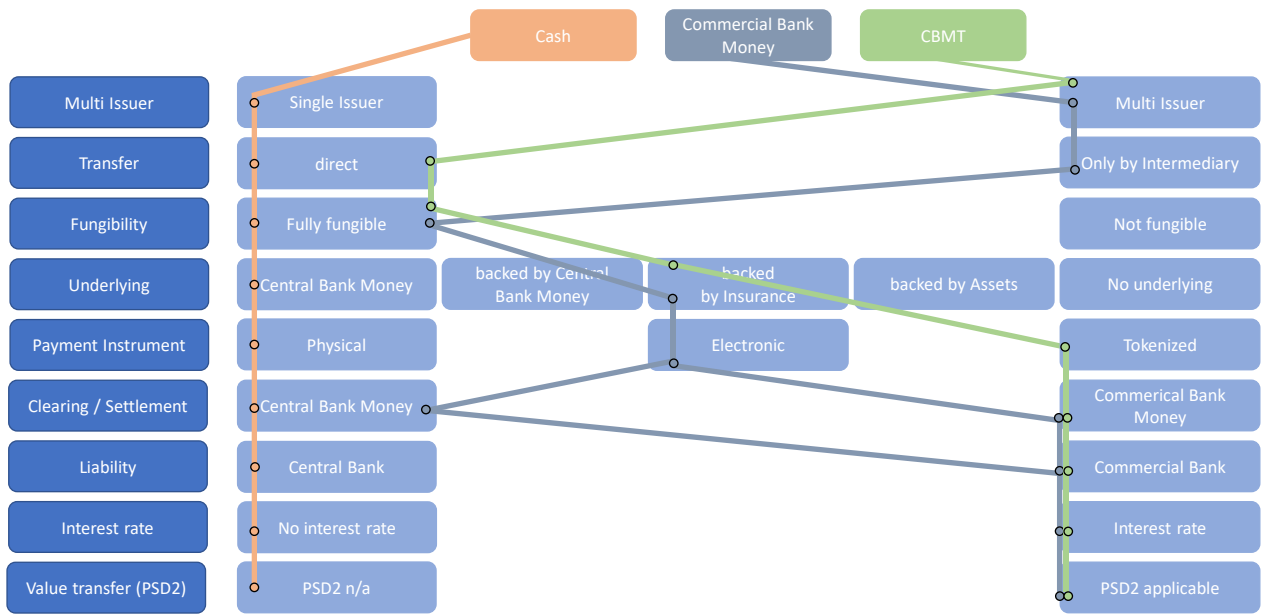 Cash
Commercial Bank
Money
CBMT
Multi Issuer
Single Issuer
Multi Issuer
Transfer
direct
Only by Intermediary
Fungibility
Fully fungible
Not fungible
Underlying
Central Bank Money
backed by Central
Bank Money
backed
by Insurance
backed by Assets
No underlying
Payment Instrument
Physical
Electronic
Tokenized
Clearing / Settlement
Central Bank Money
Commerical Bank
Money
Liability
Central Bank
Commercial Bank
Interest rate
No interest rate
Interest rate
Value transfer (PSD2)
PSD2 n/a
PSD2 applicable